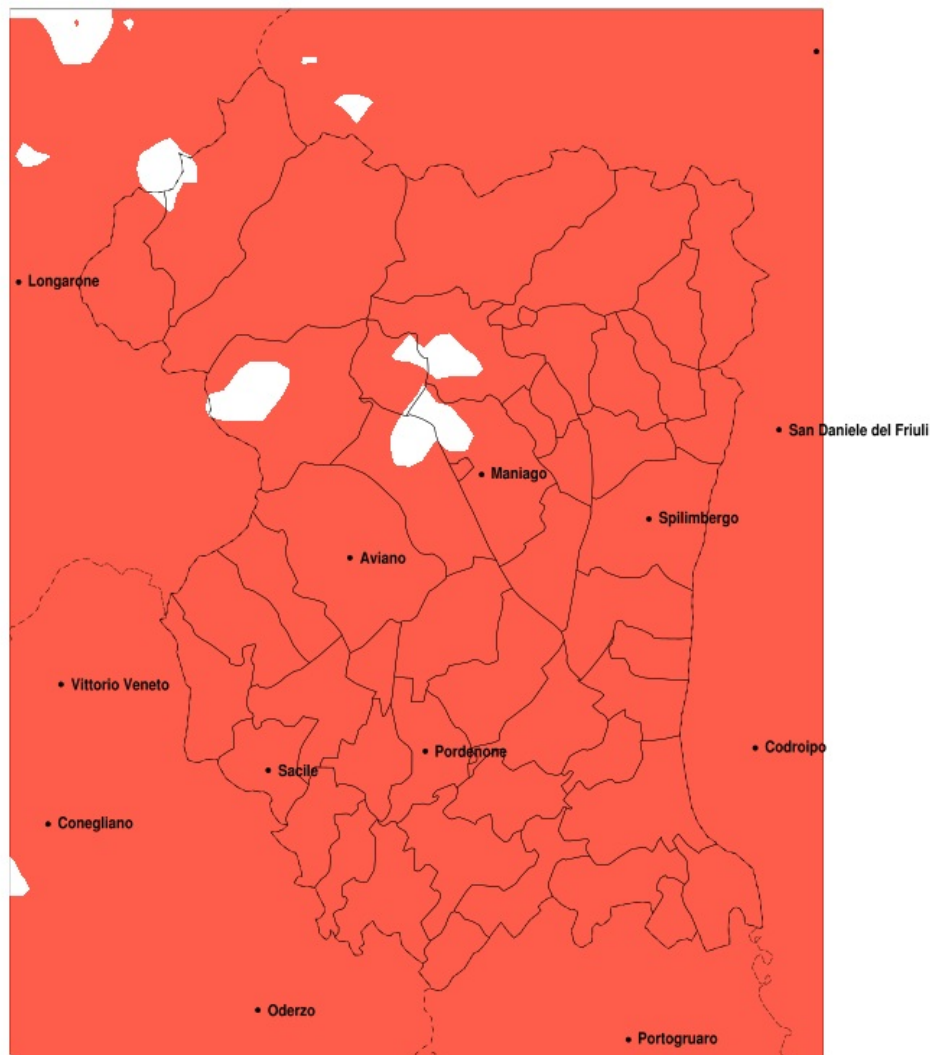 Longarone
San Daniele del Friuli
Maniago
Spilimbergo
Aviano
Vittorio Veneto
Pordenone
Codroipo
Sacile
Conegliano
Oderzo
Portogruaro